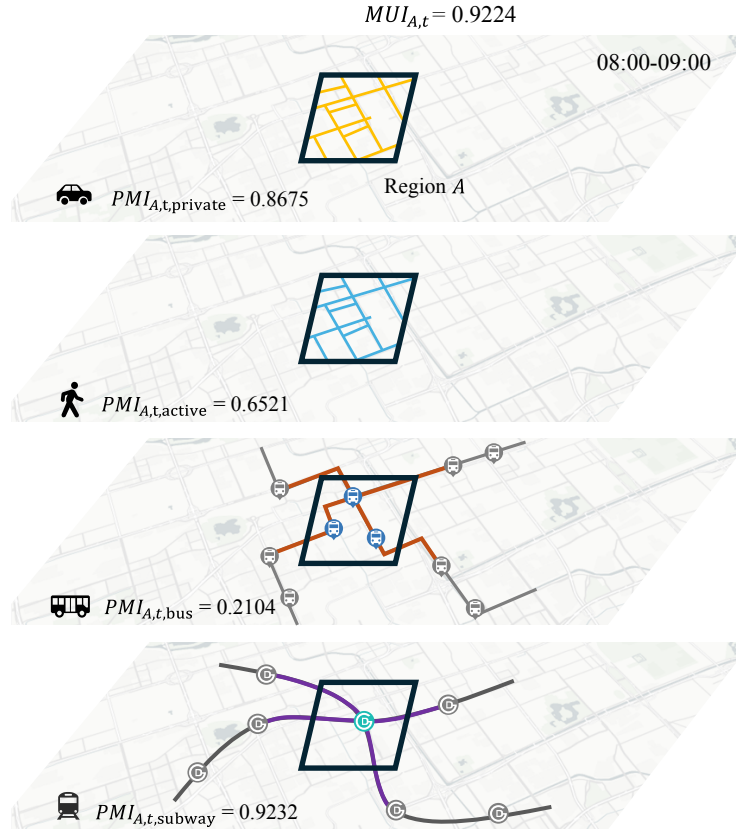 MUI_{A,t} = 0.9224
08:00-09:00
Region A
PMI_{A,t,private} = 0.8675
PMI_{A,t,active} = 0.6521
PMI_{A,t,bus} = 0.2104
PMI_{A,t,subway} = 0.9232